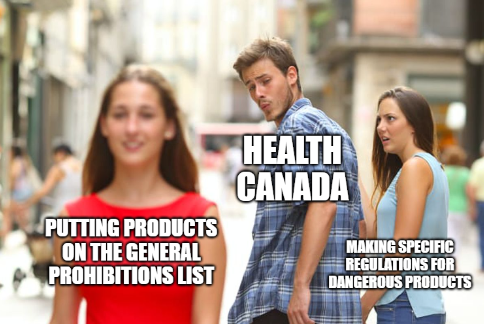 HEALTH
CANADA
PUTTING PRODUCTS
ON THE GENERAL
PROHIBITIONS LIST
MAKING SPECIFIC
REGULATIONS FOR
DANGEROUS PRODUCTS